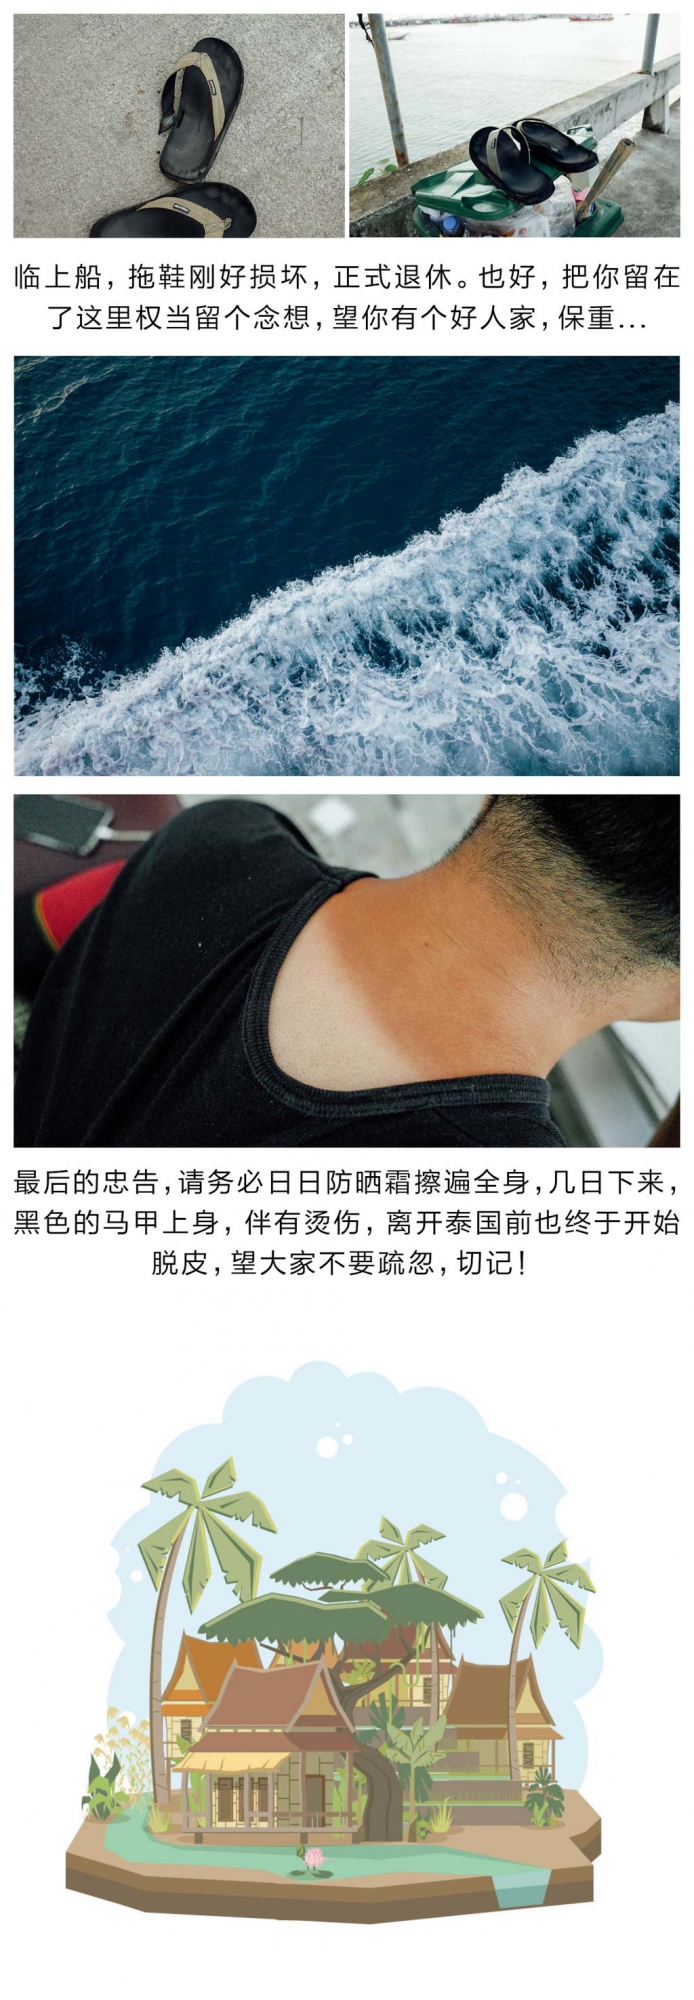 临上船，拖鞋刚好损坏，正式退休。也好，把你留在
了这里权当留个念想，望你有个好人家，保重...
最后的忠告，请务必日日防晒霜擦遍全身，几日下来，
黑色的马甲上身，伴有烫伤，离开泰国前也终于开始
脱皮，望大家不要疏忽，切记！